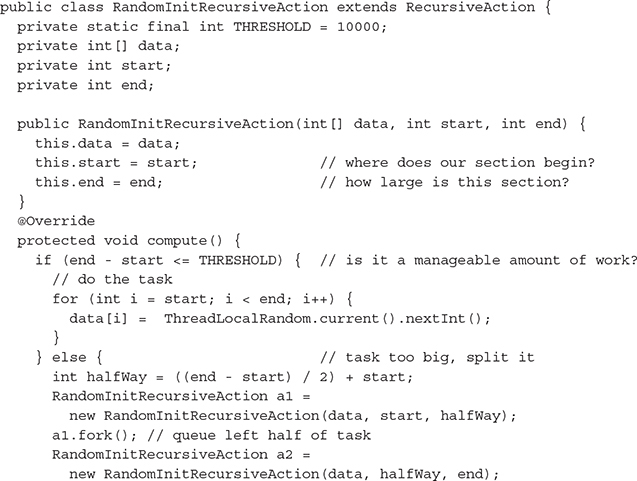 public class RandomInitRecursiveAction extends RecursiveAction {
  private static final int THRESHOLD = 10000;
  private int[] data;
  private int start;
  private int end;

  public RandomInitRecursiveAction(int[] data, int start, int end) {
    this.data = data;
    this.start = start;              // where does our section begin?
    this.end = end;                  // how large is this section?
  }
  @Override
  protected void compute() {
    if (end - start <= THRESHOLD) {  // is it a manageable amount of work?
      // do the task
      for (int i = start; i < end; i++) {
        data[i] =  ThreadLocalRandom.current().nextInt();
      }
    } else {                         // task too big, split it
      int halfWay = ((end - start) / 2) + start;
      RandomInitRecursiveAction a1 =
        new RandomInitRecursiveAction(data, start, halfWay);
      a1.fork(); // queue left half of task
      RandomInitRecursiveAction a2 =
        new RandomInitRecursiveAction(data, halfWay, end);